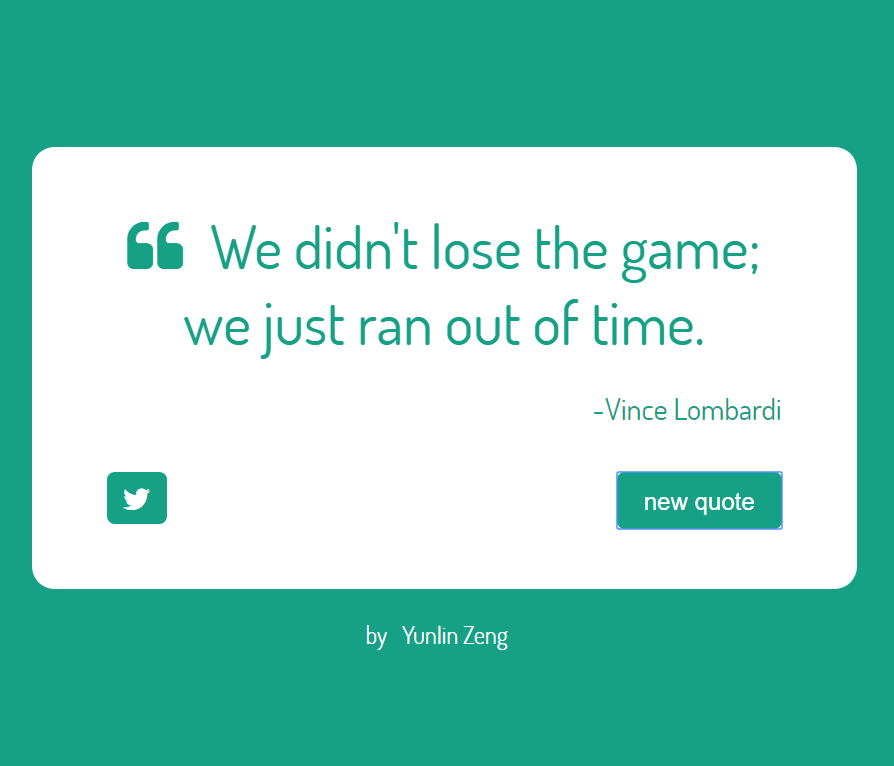 “ We didn't lose the game;
we just ran out of time.
-Vince Lombardi
new quote
by Yunlin Zeng